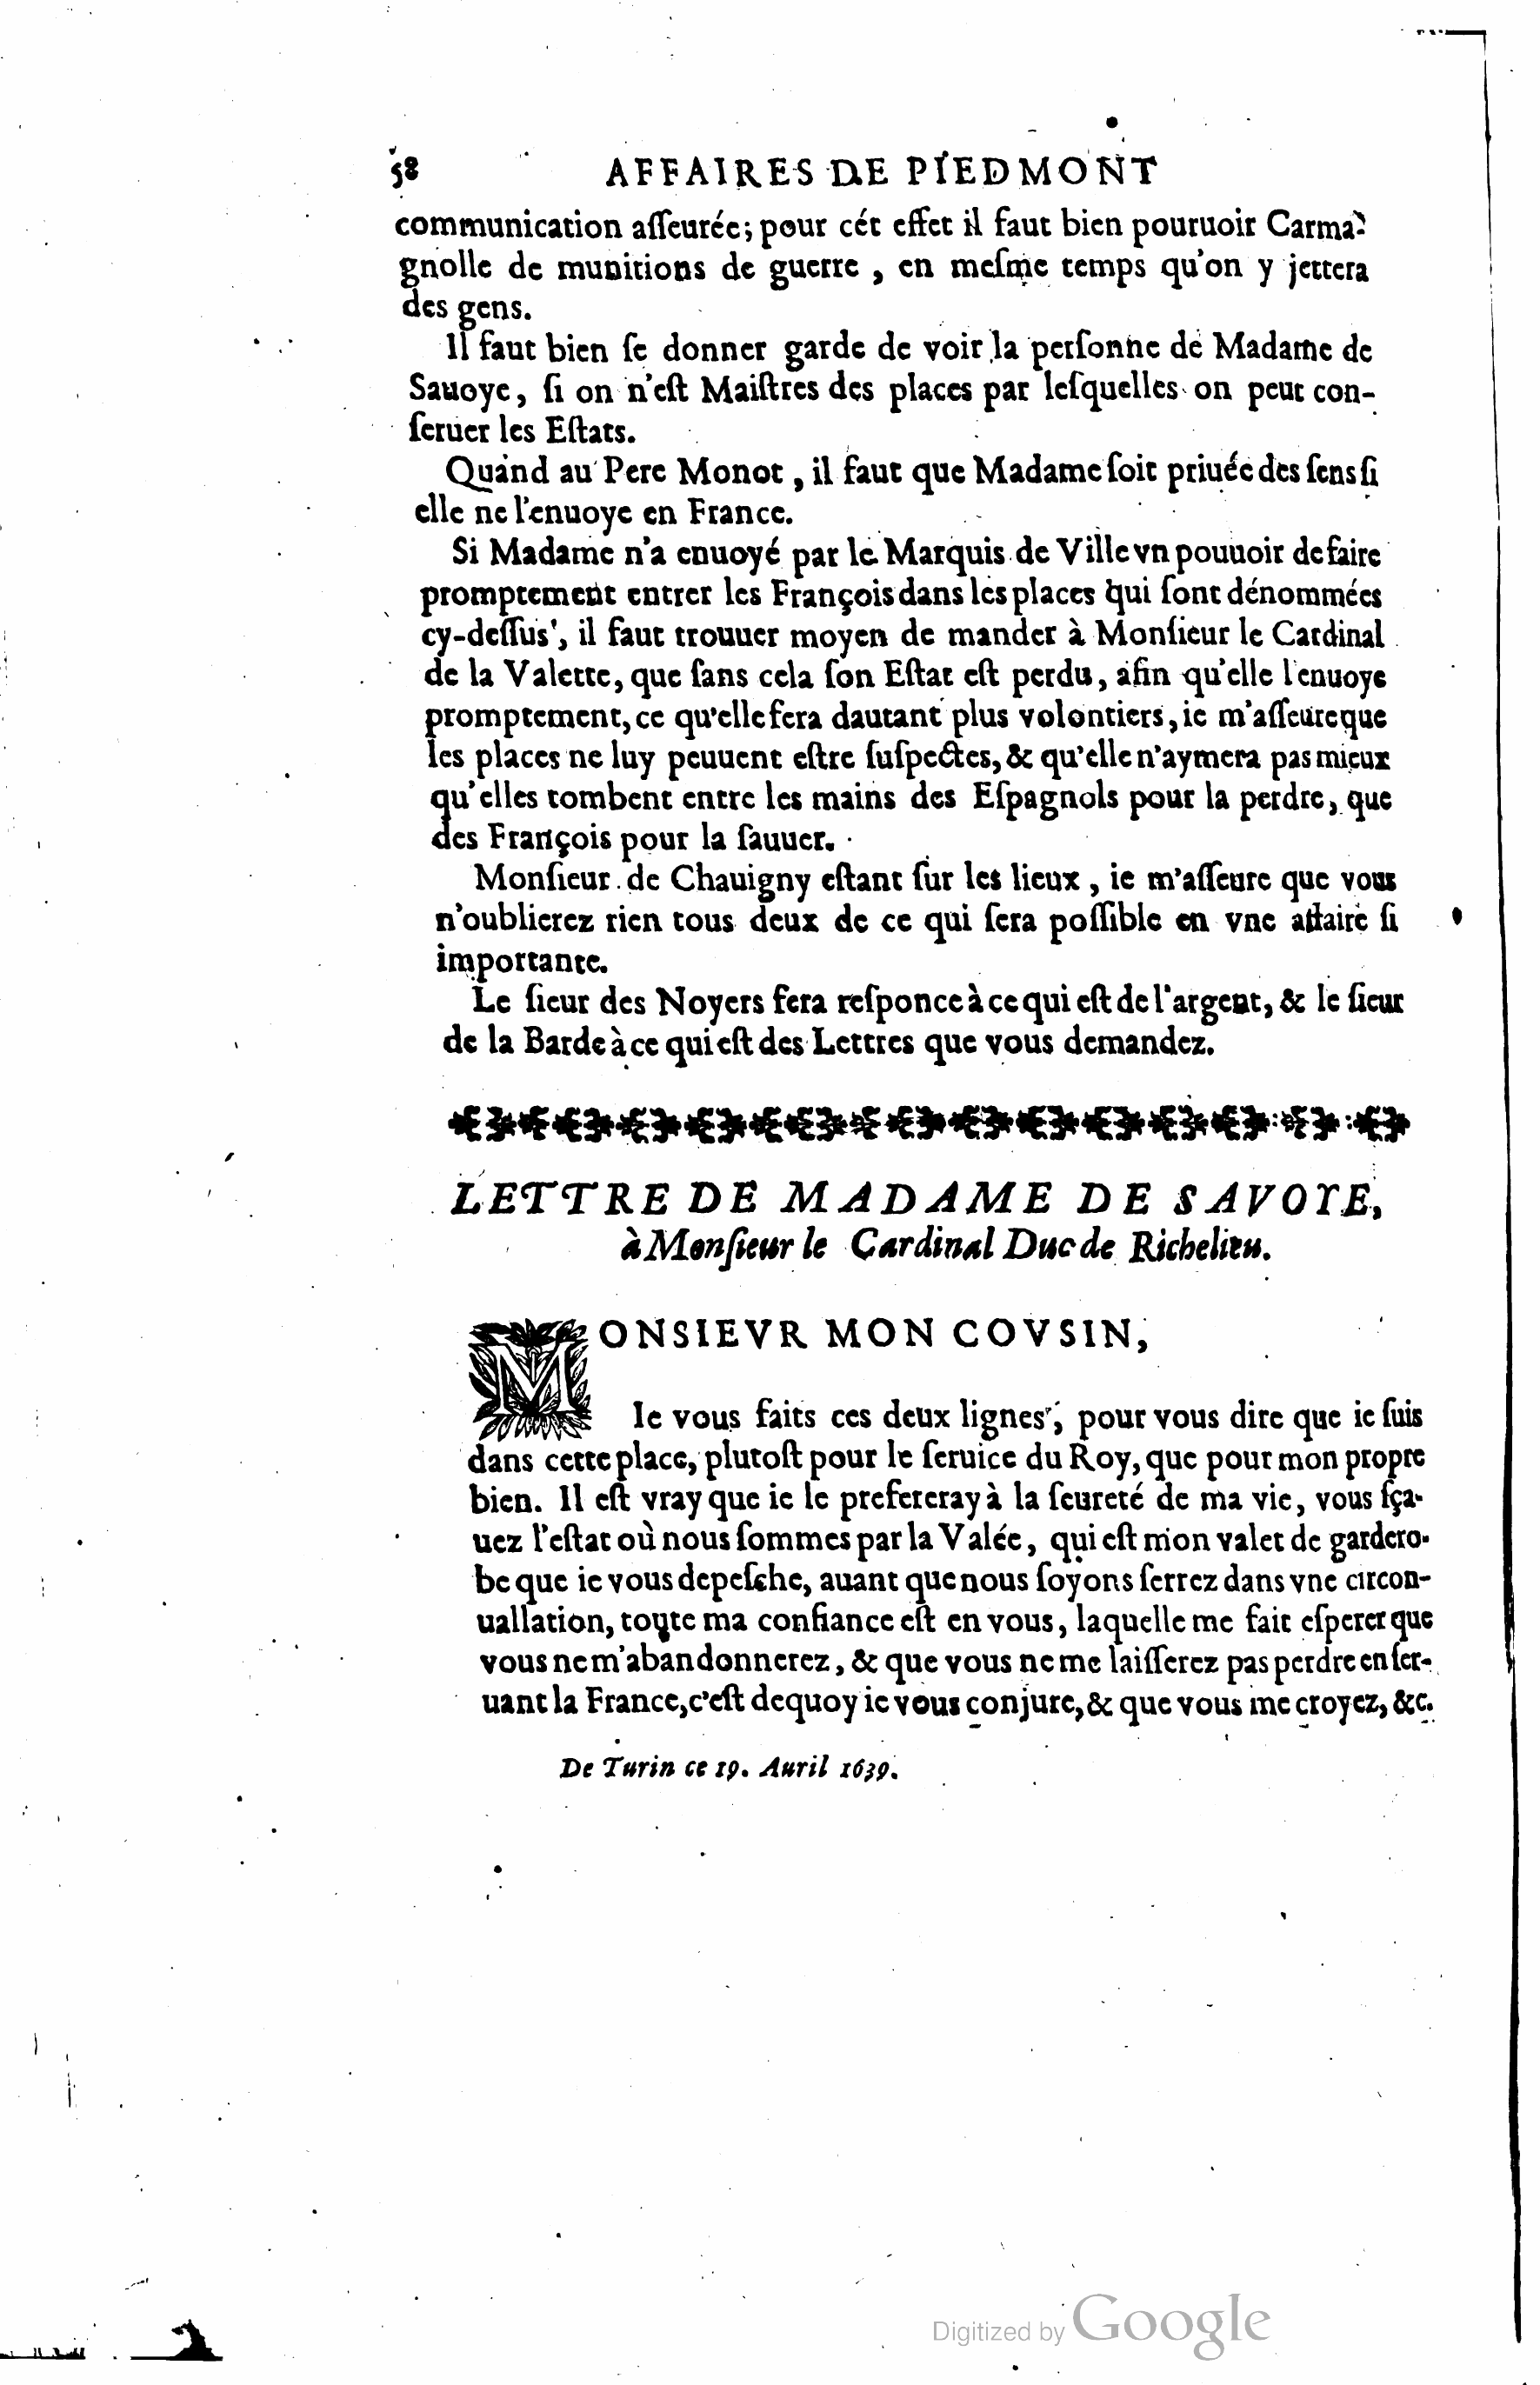 58 AFFAIRES DE PIEDMONT
communication aſſeurée; pour cét effet il faut bien pouruoir Carma-
gnolle de munitions de guerre, en meſme temps qu'on y jettera
des gens.
Il faut bien ſe donner garde de voir la perſonne de Madame de
Sauoye, ſi on n'eſt Maiſtres des places par leſquelles on peut con-
ſeruer les Eſtats.
Quand au Pere Monot, il faut que Madame ſoit priuée des ſens ſi
elle ne l'enuoye en France.
Si Madame n'a enuoyé par le Marquis de Ville vn pouuoir de faire
promptement entrer les François dans les places qui ſont dénommées
cy-deſſus, il faut trouuer moyen de mander à Monſieur le Cardinal
de la Valette, que ſans cela ſon Eſtat eſt perdu, afin qu'elle l'enuoye
promptement, ce qu'elle fera dautant plus volontiers, ie m'aſſeure que
les places ne luy peuuent eſtre ſuſpectes, & qu'elle n'aymera pas mieux
qu'elles tombent entre les mains des Eſpagnols pour la perdre, que
des François pour la ſauuer.
Monſieur de Chauigny eſtant ſur les lieux, ie m'aſſeure que vous
n'oublierez rien tous deux de ce qui ſera poſſible en vne affaire ſi
importante.
Le ſieur des Noyers fera reſponce à ce qui eſt de l'argent, & le ſieur
de la Barde à ce qui eſt des Lettres que vous demandez.
LETTRE DE MADAME DE SAVOYE,
à Monſieur le Cardinal Duc de Richelieu.
MONSIEVR MON COVSIN,
Ie vous faits ces deux lignes, pour vous dire que ie ſuis
dans cette place, plutoſt pour le ſeruice du Roy, que pour mon propre
bien. Il eſt vray que ie le prefereray à la ſeureté de ma vie, vous ſça-
uez l'eſtat où nous ſommes par la Valée, qui eſt mon valet de gardero-
be que ie vous depeſche, auant que nous ſoyons ſerrez dans vne circon-
uallation, toute ma confiance eſt en vous, laquelle me fait eſperer que
vous ne m'abandonnerez, & que vous ne me laiſſerez pas perdre en ſer-
uant la France, c'eſt dequoy ie vous conjure, & que vous me croyez, &c.
De Turin ce 19. Auril 1639.
Digitized by Google